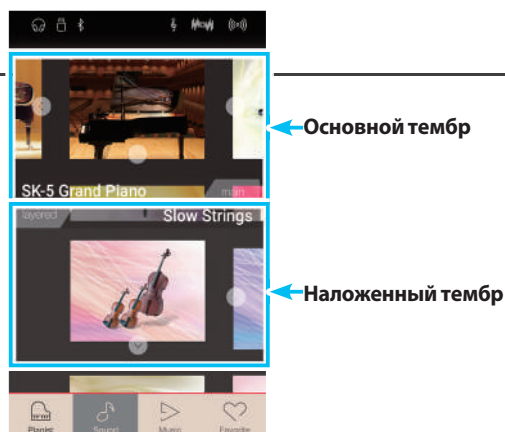 Основной тембр
SK-5 Grand Piano
main
layered
Slow Strings
Наложенный тембр
Pianist
Sound
Music
Favorite